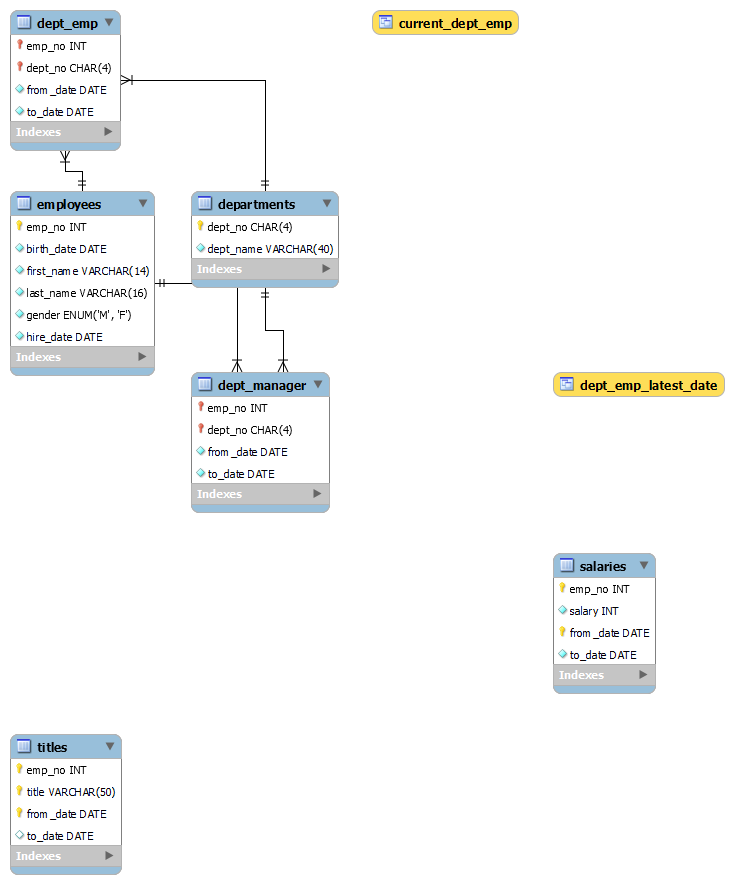 dept_emp
emp_no INT
dept_no CHAR(4)
from_date DATE
to_date DATE
Indexes
current_dept_emp
employees
emp_no INT
birth_date DATE
first_name VARCHAR(14)
last_name VARCHAR(16)
gender ENUM('M', 'F')
hire_date DATE
Indexes
departments
dept_no CHAR(4)
dept_name VARCHAR(40)
Indexes
dept_manager
emp_no INT
dept_no CHAR(4)
from_date DATE
to_date DATE
Indexes
dept_emp_latest_date
salaries
emp_no INT
salary INT
from_date DATE
to_date DATE
Indexes
titles
emp_no INT
title VARCHAR(50)
from_date DATE
to_date DATE
Indexes